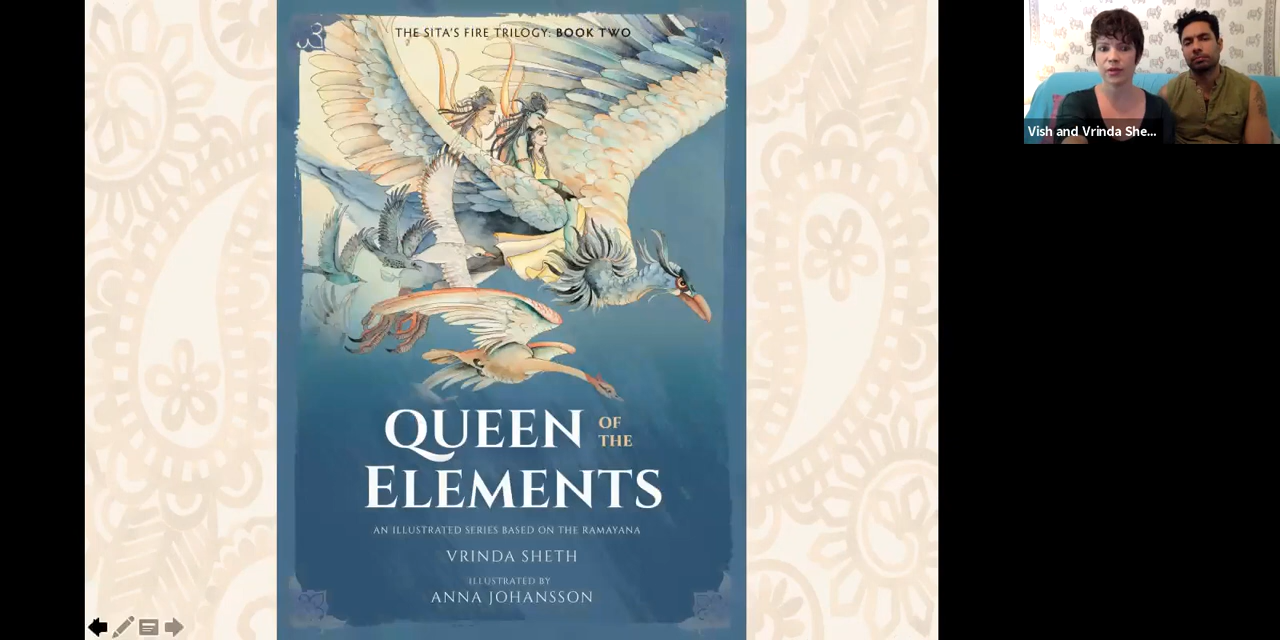 THE SITA'S FIRE TRILOGY: BOOK TWO
QUEEN OF THE
ELEMENTS
AN ILLUSTRATED SERIES BASED ON THE RAMAYANA
VRINDA SHETH
ILLUSTRATED BY
ANNA JOHANSSON
Vish and Vrinda She...